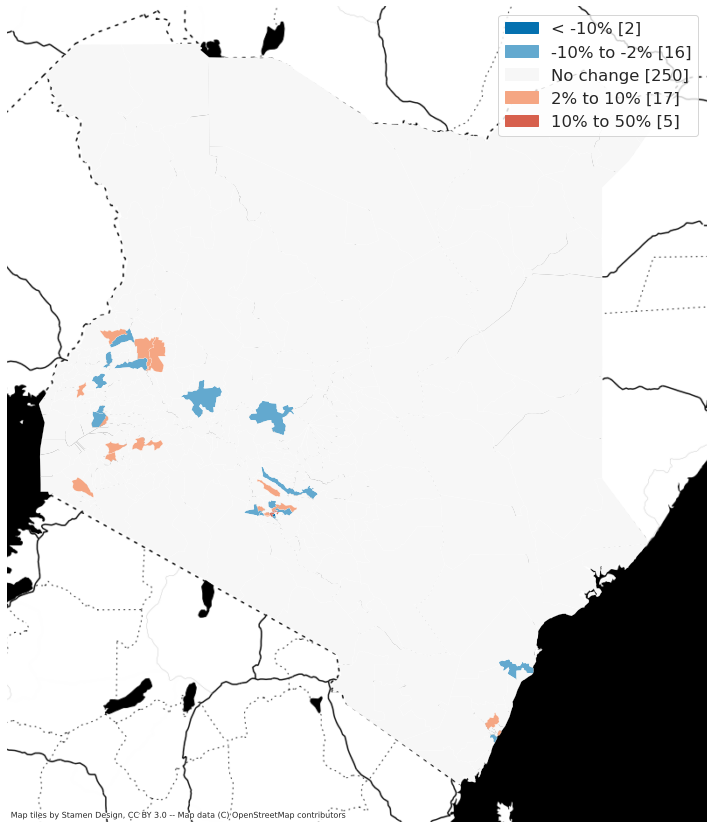 < -10% [2]
-10% to -2% [16]
No change [250]
2% to 10% [17]
10% to 50% [5]
Map tiles by Stamen Design, CC BY 3.0 -- Map data (C) OpenStreetMap contributors